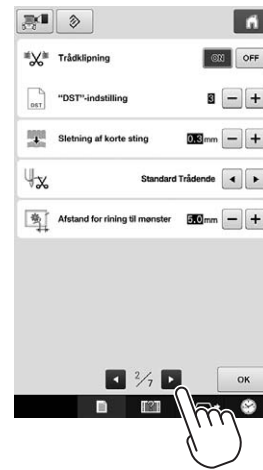 Trådklipning ON OFF
DST "DST"-indstilling 3 − +
Sletning af korte sting 0.3mm − +
Standard Trådende
Afstand for rining til mønster 5.0mm − +
2/7 OK